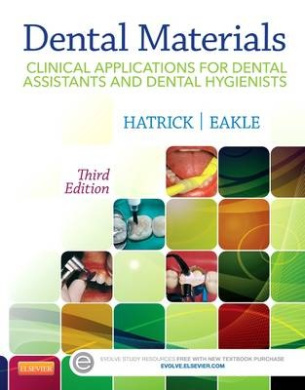 Dental Materials
CLINICAL APPLICATIONS FOR DENTAL
ASSISTANTS AND DENTAL HYGIENISTS
HATRICK | EAKLE
Third
Edition
ELSEVIER
EVOLVE STUDY RESOURCES FREE WITH NEW TEXTBOOK PURCHASE
EVOLVE.ELSEVIER.COM